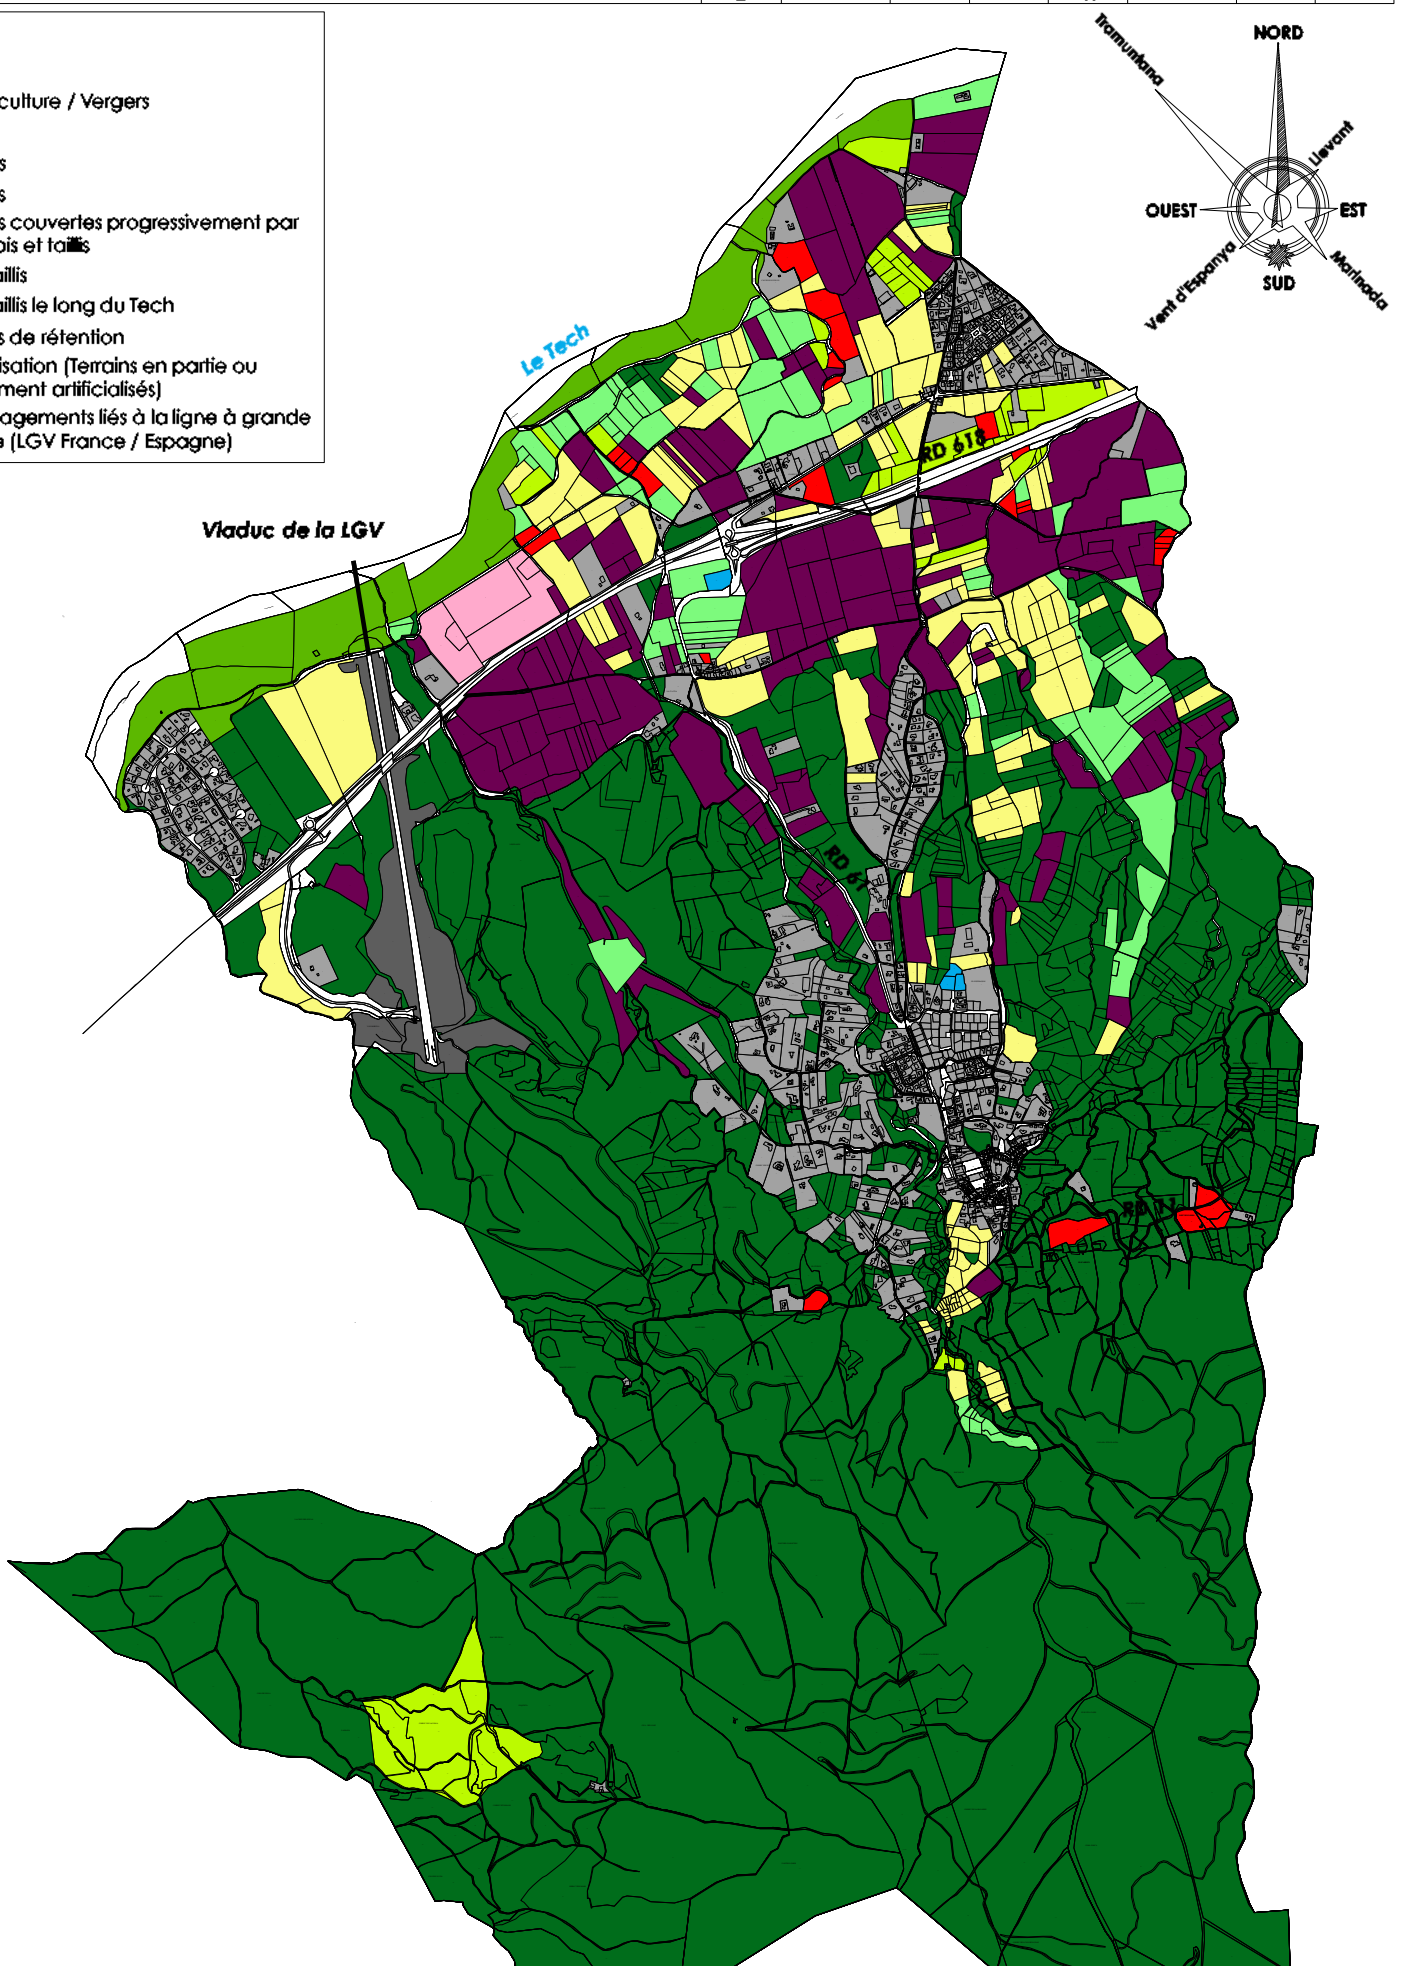 culture / Vergers
s
s
s couvertes progressivement par
ois et taillis
aillis
aillis le long du Tech
s de rétention
isation (Terrains en partie ou
ment artificialisés)
agements liés à la ligne à grande
e (LGV France / Espagne)
Tramuntana
NORD
Llevant
OUEST
EST
Vent d'Espanya
SUD
Marinada
Le Tech
RD 618
Viaduc de la LGV
RD 61
RD 11